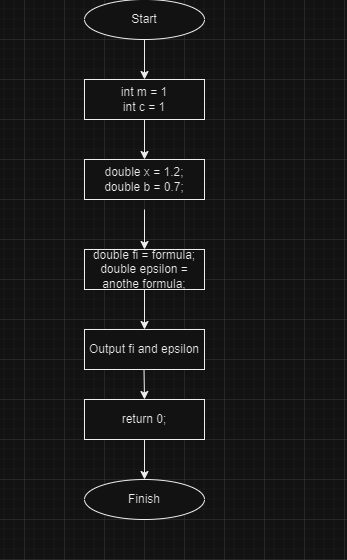 Start
int m = 1
int c = 1
double x = 1.2;
double b = 0.7;
double fi = formula;
double epsilon =
anothe formula;
Output fi and epsilon
return 0;
Finish